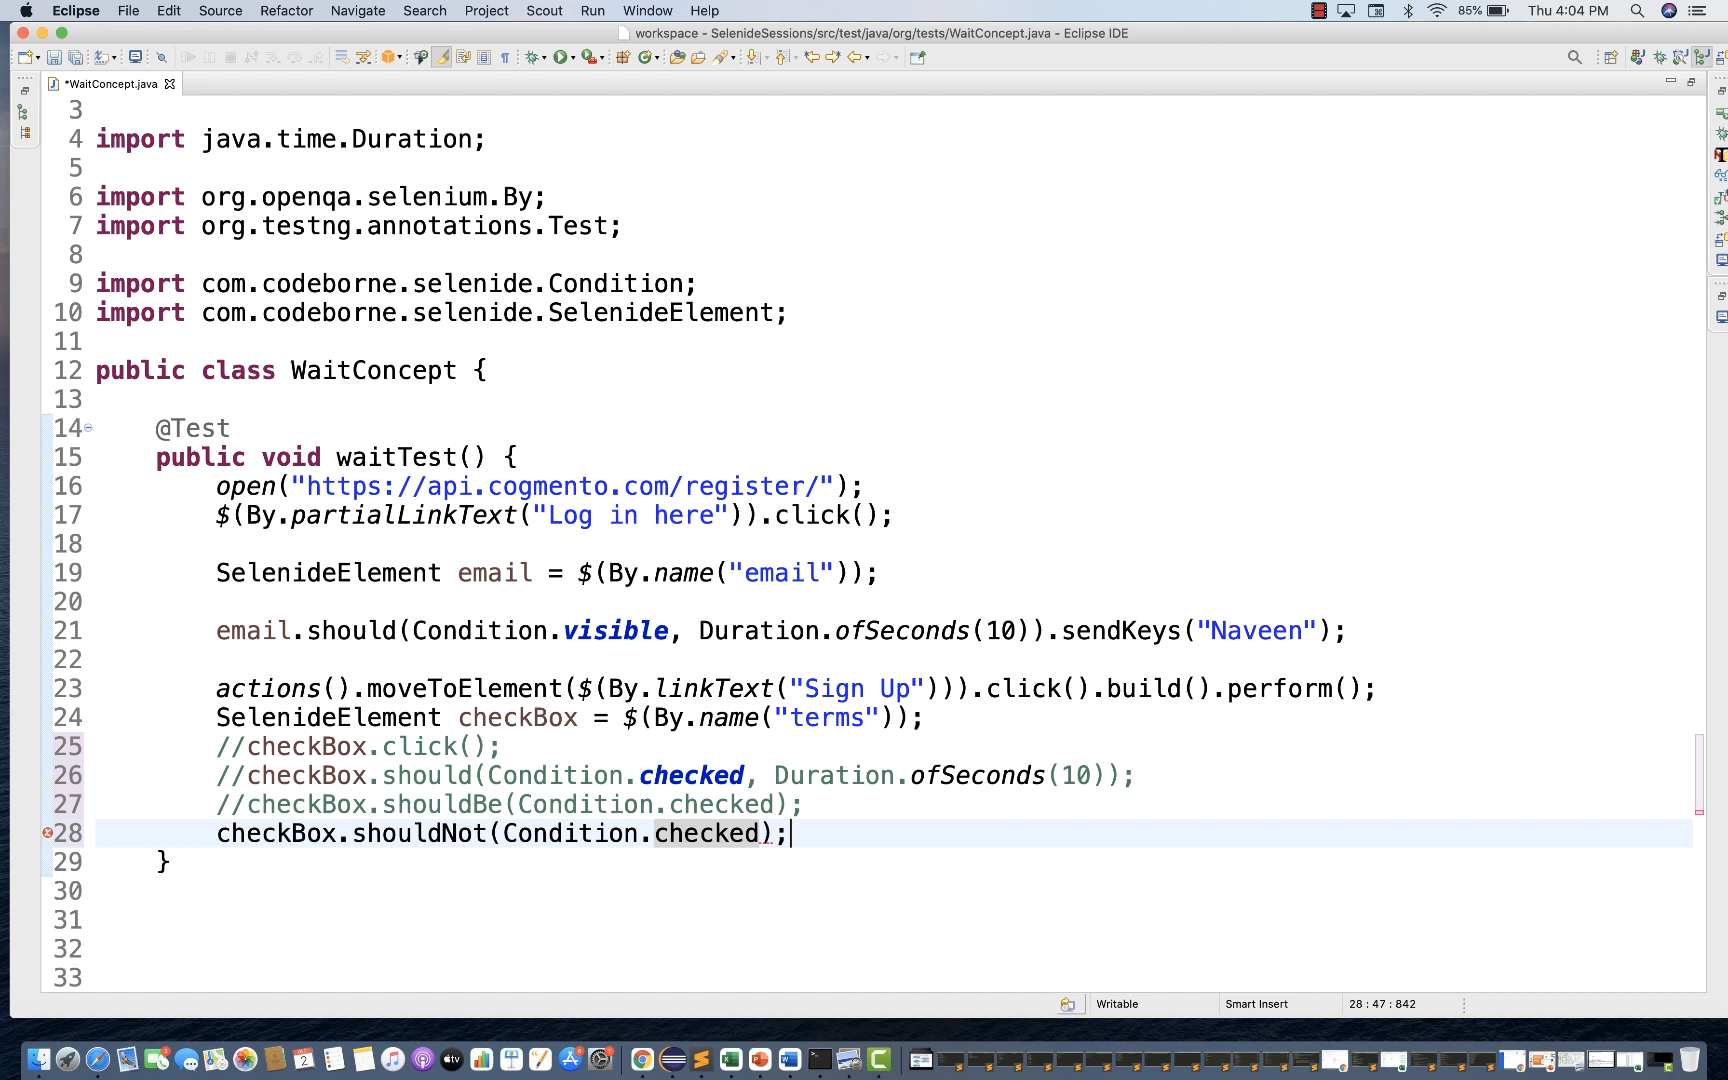 Eclipse File Edit Source Refactor Navigate Search Project Scout Run Window Help 85% Thu 4:04 PM
workspace - SelenideSessions/src/test/java/org/tests/WaitConcept.java - Eclipse IDE
*WaitConcept.java
3
4 import java.time.Duration;
5
6 import org.openqa.selenium.By;
7 import org.testng.annotations.Test;
8
9 import com.codeborne.selenide.Condition;
10 import com.codeborne.selenide.SelenideElement;
11
12 public class WaitConcept {
13
14 @Test
15 public void waitTest() {
16 open("https://api.cogmento.com/register/");
17 $(By.partialLinkText("Log in here")).click();
18
19 SelenideElement email = $(By.name("email"));
20
21 email.should(Condition.visible, Duration.ofSeconds(10)).sendKeys("Naveen");
22
23 actions().moveToElement($(By.linkText("Sign Up"))).click().build().perform();
24 SelenideElement checkBox = $(By.name("terms"));
25 //checkBox.click();
26 //checkBox.should(Condition.checked, Duration.ofSeconds(10));
27 //checkBox.shouldBe(Condition.checked);
28 checkBox.shouldNot(Condition.checked);
29 }
30
31
32
33
Writable Smart Insert 28 : 47 : 842